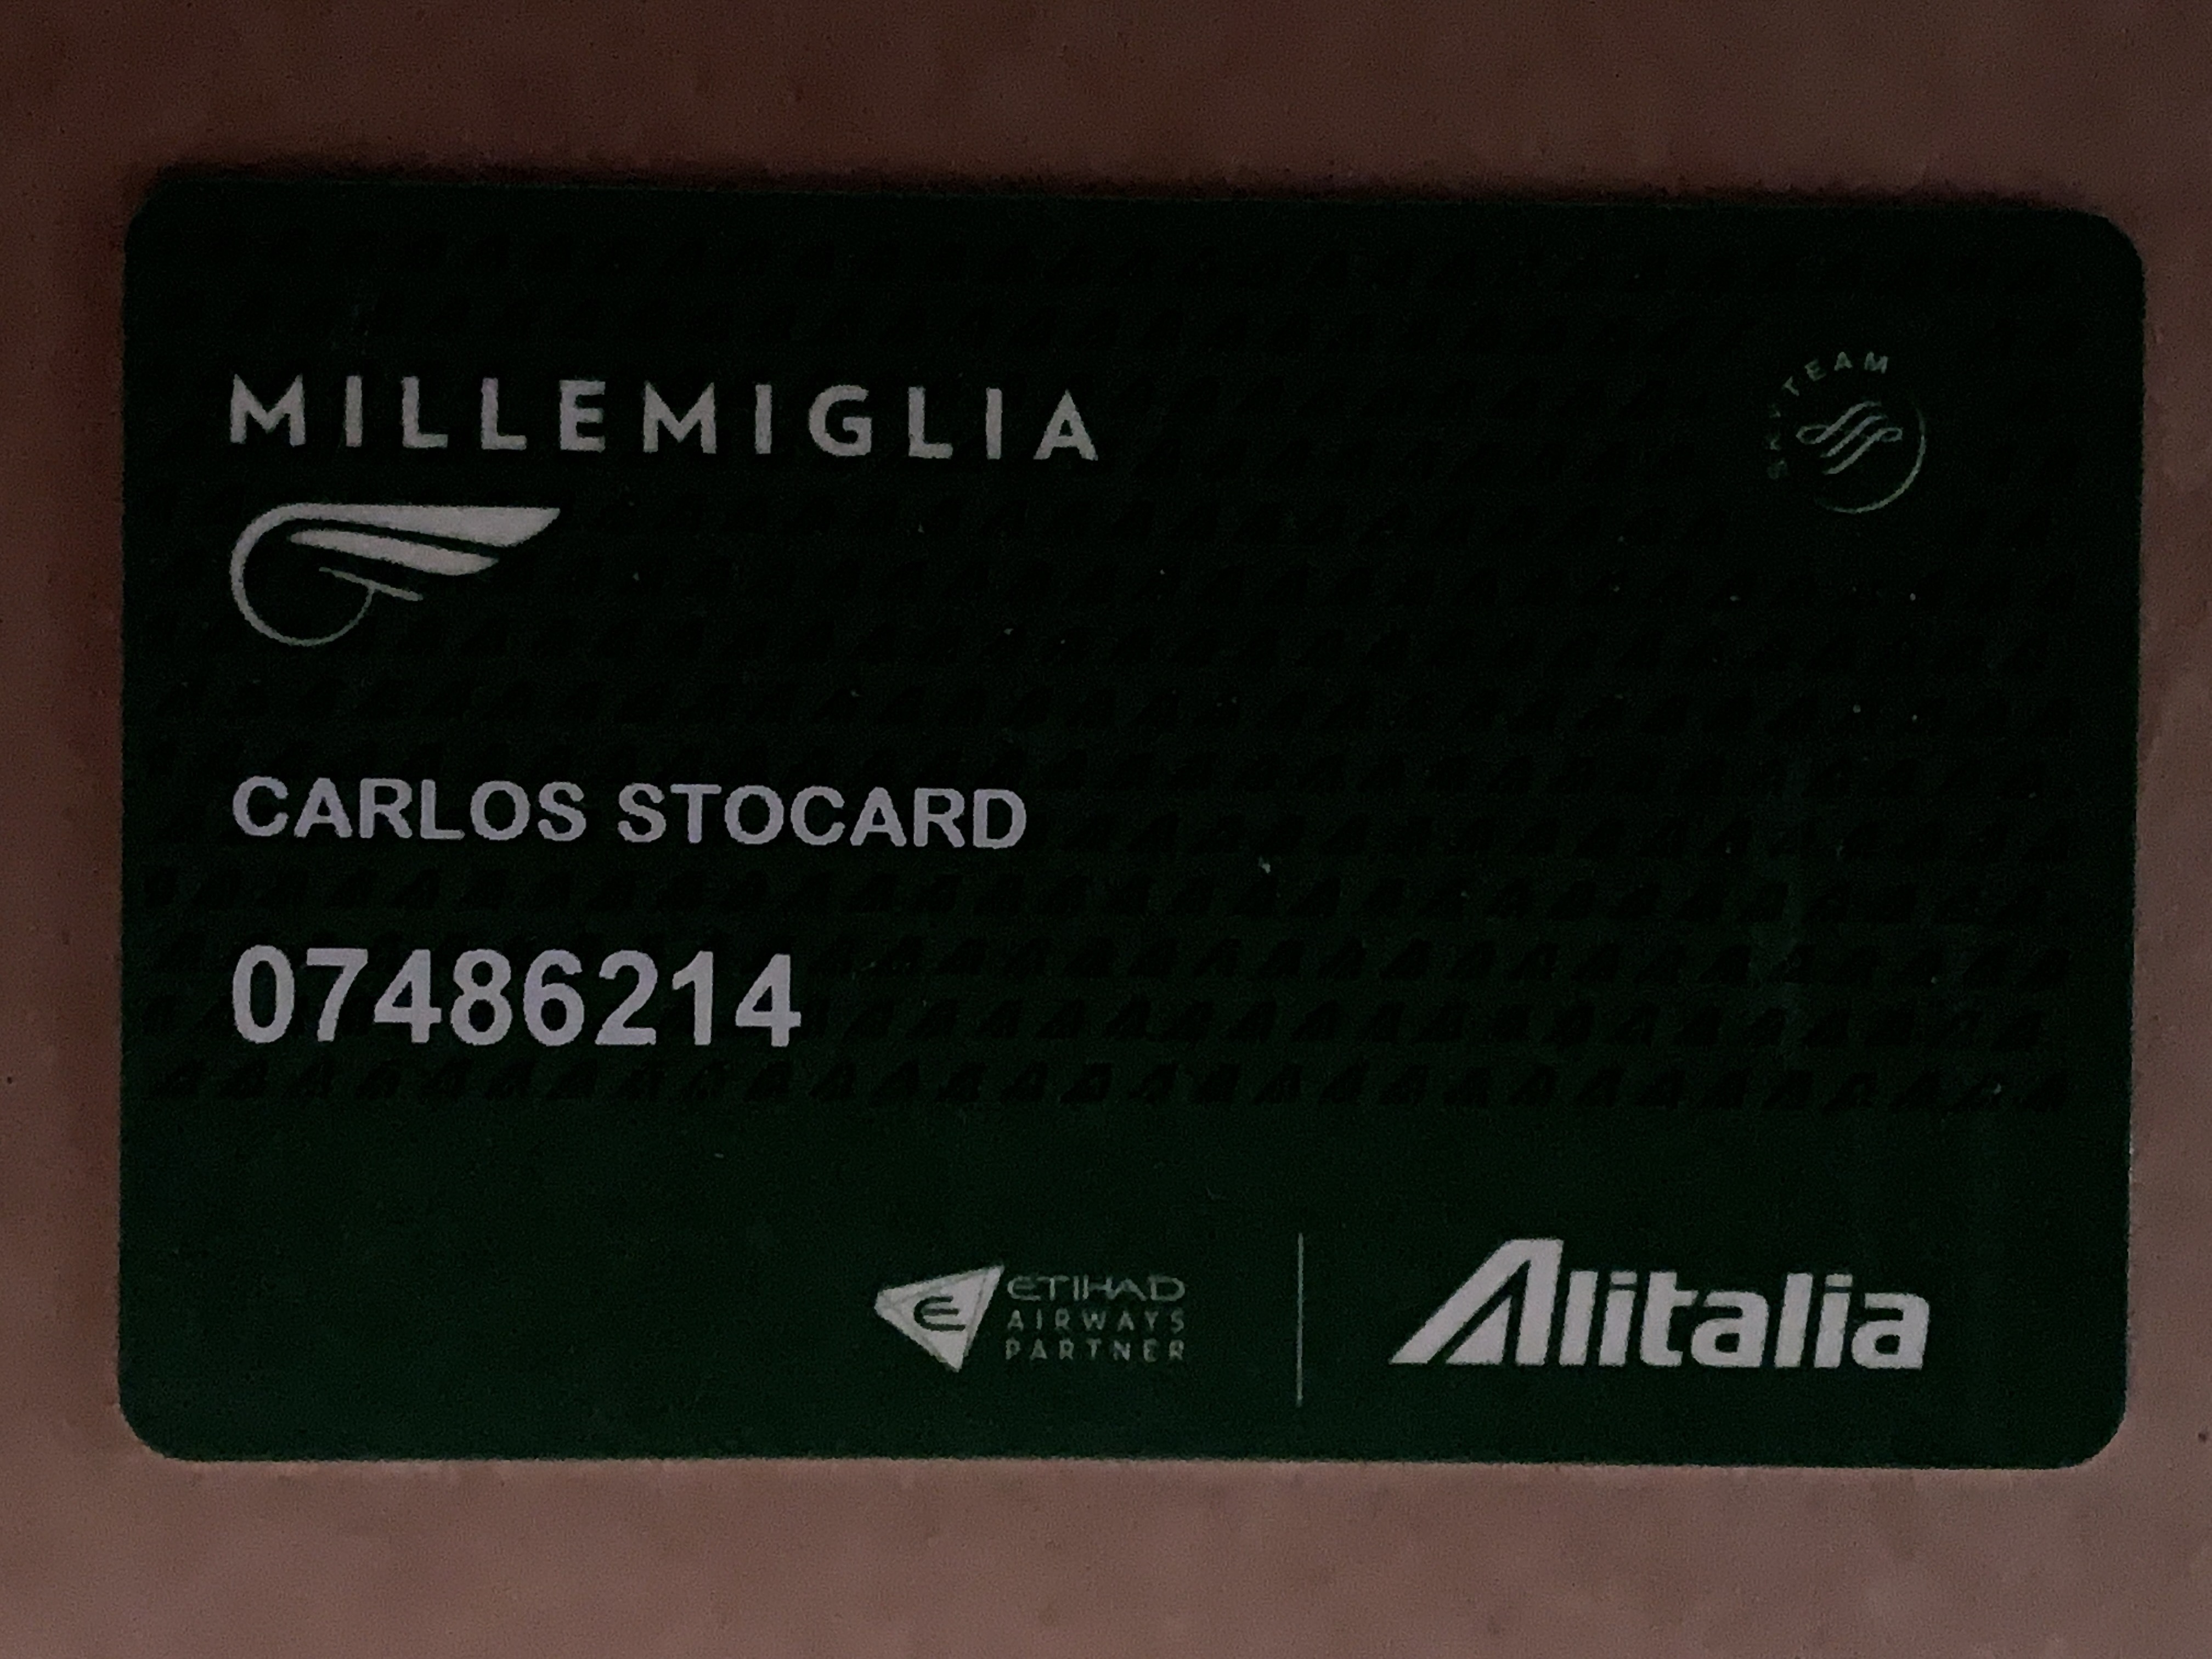 MILLEMIGLIA
SKYTEAM
CARLOS STOCARD
07486214
ETIHAD
AIRWAYS
PARTNER
Alitalia